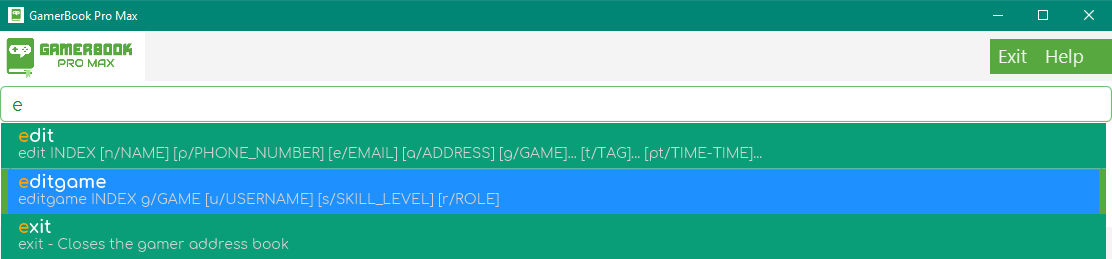 GamerBook Pro Max
GAMERBOOK
PRO MAX
Exit Help
e
edit
edit INDEX [n/NAME] [p/PHONE_NUMBER] [e/EMAIL] [a/ADDRESS] [g/GAME]... [t/TAG]... [pt/TIME-TIME]...
editgame
editgame INDEX g/GAME [u/USERNAME] [s/SKILL_LEVEL] [r/ROLE]
exit
exit - Closes the gamer address book